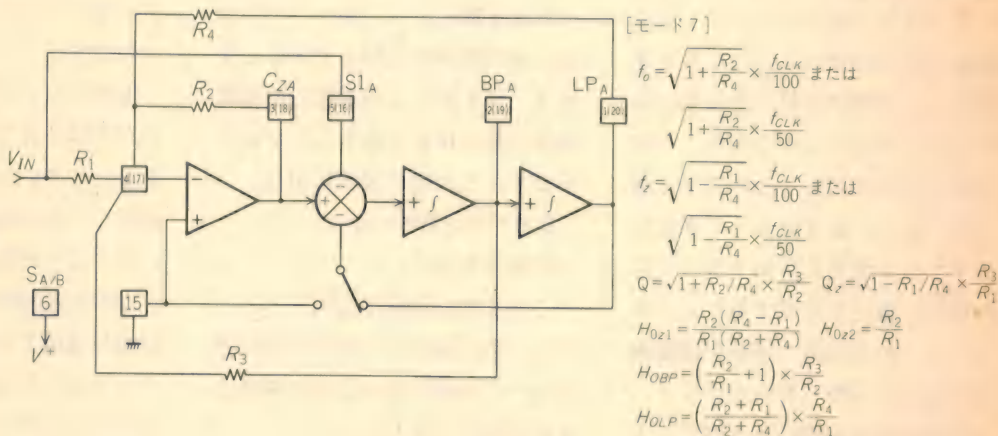 R4
R2
CZA
3(18)
S1A
5(16)
BPA
2(19)
LPA
1(20)
VIN
R1
4(17)
−
+
−
+
−
+ ∫
+ ∫
SA/B
6
V+
15
R3
[モード7]
fo=√(1+R2/R4)×fCLK/100 または
√(1+R2/R4)×fCLK/50
fz=√(1−R1/R4)×fCLK/100 または
√(1−R1/R4)×fCLK/50
Q=√(1+R2/R4)×R3/R2 Qz=√(1−R1/R4)×R3/R1
H0z1=R2(R4−R1)/R1(R2+R4) H0z2=R2/R1
HOBP=(R2/R1+1)×R3/R2
HOLP=(R2+R1/R2+R4)×R4/R1